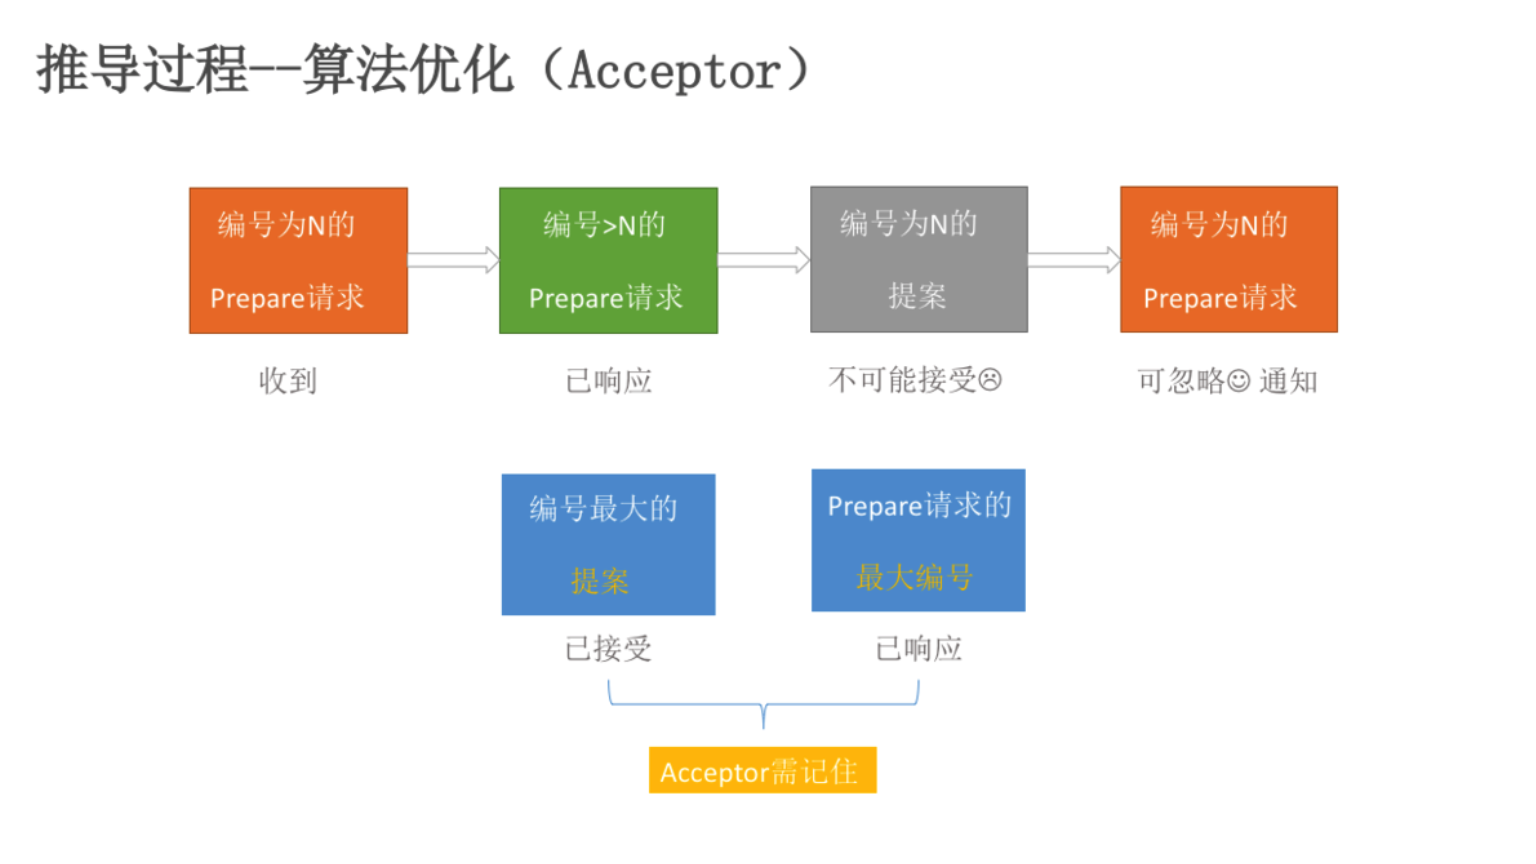 推导过程--算法优化（Acceptor）
编号为N的
Prepare请求
收到
编号>N的
Prepare请求
已响应
编号为N的
提案
不可能接受☹
编号为N的
Prepare请求
可忽略☺ 通知
编号最大的
提案
已接受
Prepare请求的
最大编号
已响应
Acceptor需记住